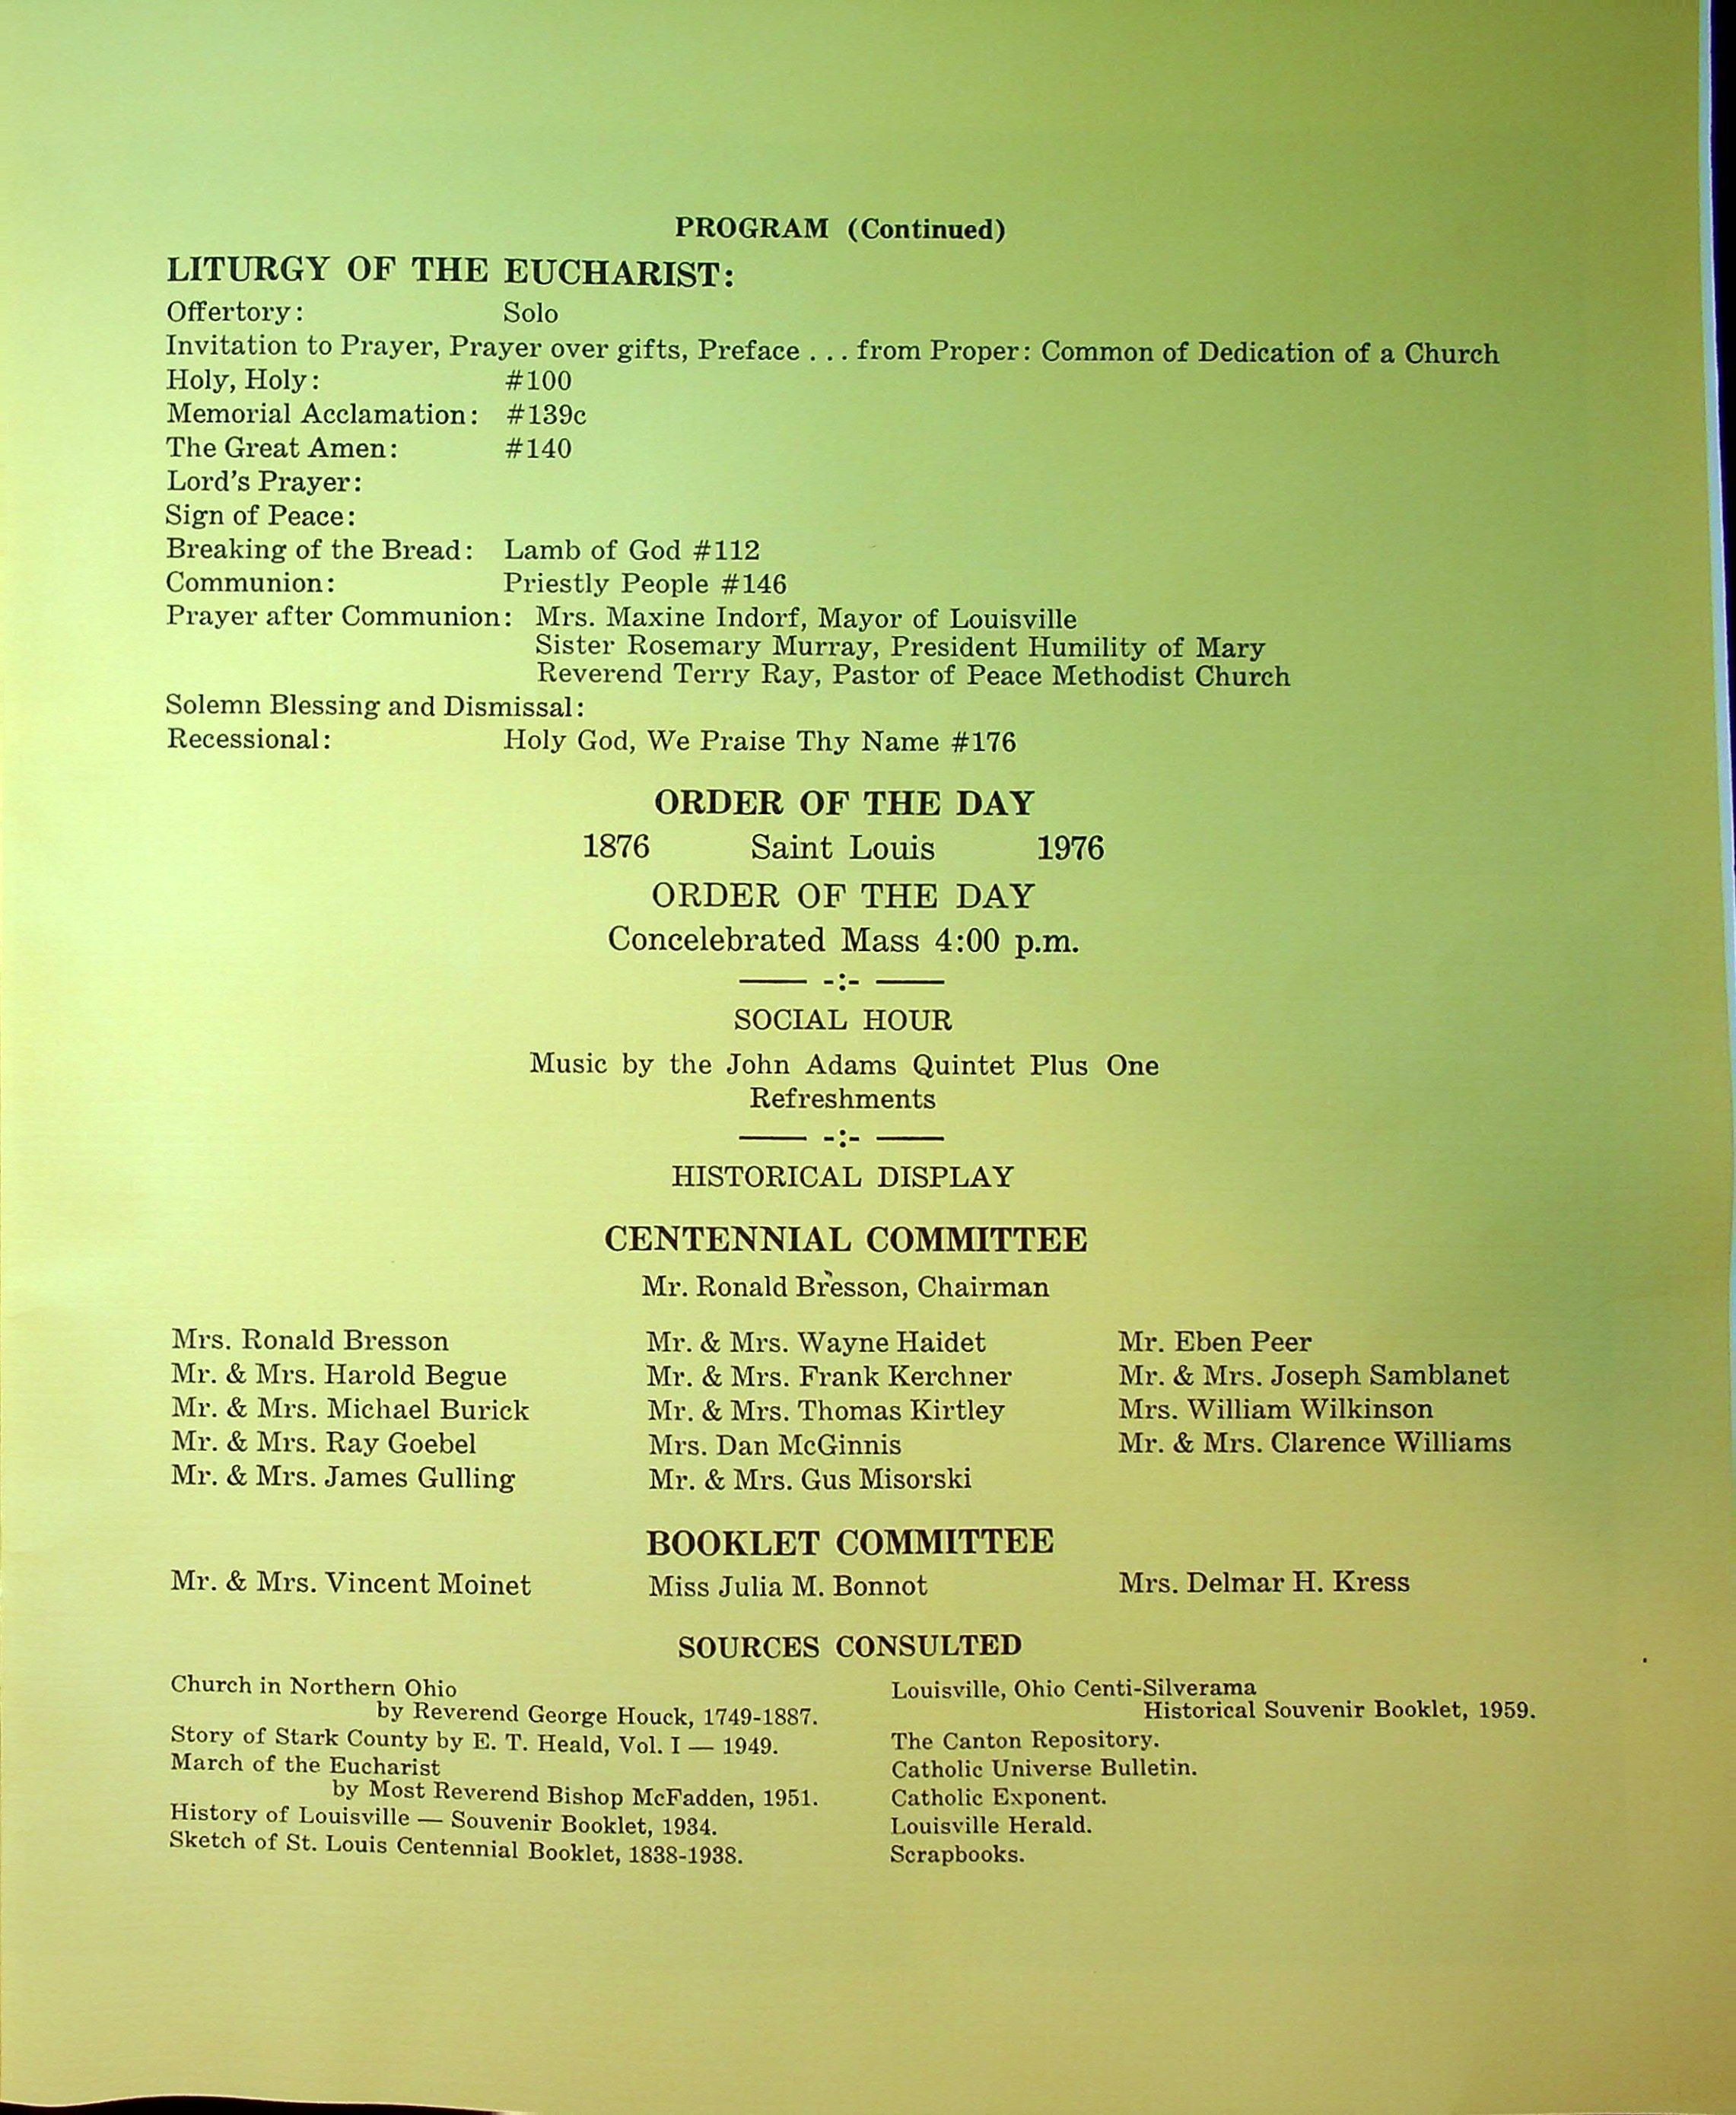 PROGRAM (Continued)
LITURGY OF THE EUCHARIST:
Offertory: Solo
Invitation to Prayer, Prayer over gifts, Preface . . . from Proper: Common of Dedication of a Church
Holy, Holy: #100
Memorial Acclamation: #139c
The Great Amen: #140
Lord's Prayer:
Sign of Peace:
Breaking of the Bread: Lamb of God #112
Communion: Priestly People #146
Prayer after Communion: Mrs. Maxine Indorf, Mayor of Louisville
Sister Rosemary Murray, President Humility of Mary
Reverend Terry Ray, Pastor of Peace Methodist Church
Solemn Blessing and Dismissal:
Recessional: Holy God, We Praise Thy Name #176
ORDER OF THE DAY
1876 Saint Louis 1976
ORDER OF THE DAY
Concelebrated Mass 4:00 p.m.
—— -:- ——
SOCIAL HOUR
Music by the John Adams Quintet Plus One
Refreshments
—— -:- ——
HISTORICAL DISPLAY
CENTENNIAL COMMITTEE
Mr. Ronald Bresson, Chairman
Mrs. Ronald Bresson
Mr. & Mrs. Harold Begue
Mr. & Mrs. Michael Burick
Mr. & Mrs. Ray Goebel
Mr. & Mrs. James Gulling
Mr. & Mrs. Wayne Haidet
Mr. & Mrs. Frank Kerchner
Mr. & Mrs. Thomas Kirtley
Mrs. Dan McGinnis
Mr. & Mrs. Gus Misorski
Mr. Eben Peer
Mr. & Mrs. Joseph Samblanet
Mrs. William Wilkinson
Mr. & Mrs. Clarence Williams
BOOKLET COMMITTEE
Mr. & Mrs. Vincent Moinet Miss Julia M. Bonnot Mrs. Delmar H. Kress
SOURCES CONSULTED
Church in Northern Ohio
by Reverend George Houck, 1749-1887.
Story of Stark County by E. T. Heald, Vol. I — 1949.
March of the Eucharist
by Most Reverend Bishop McFadden, 1951.
History of Louisville — Souvenir Booklet, 1934.
Sketch of St. Louis Centennial Booklet, 1838-1938.
Louisville, Ohio Centi-Silverama
Historical Souvenir Booklet, 1959.
The Canton Repository.
Catholic Universe Bulletin.
Catholic Exponent.
Louisville Herald.
Scrapbooks.